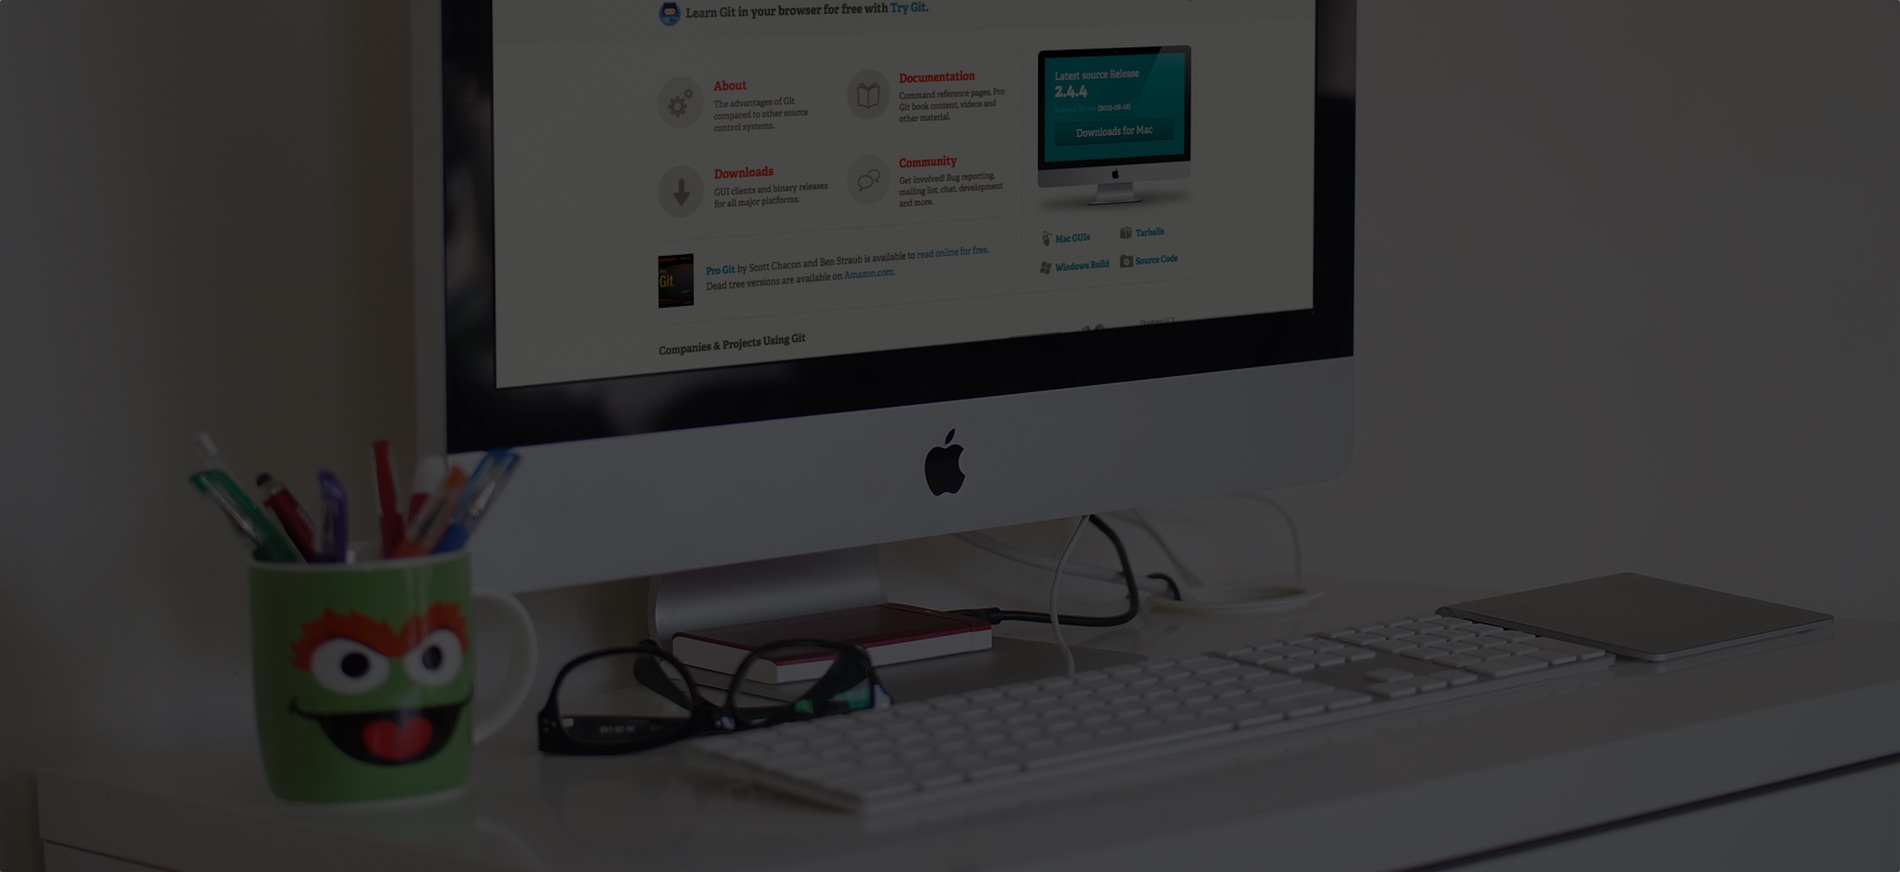 Learn Git in your browser for free with Try Git.
About
The advantages of Git
compared to other source
control systems.
Documentation
Command reference pages, Pro
Git book content, videos and
other material.
Downloads
GUI clients and binary releases
for all major platforms.
Community
Get involved! Bug reporting,
mailing list, chat, development
and more.
Latest source Release
2.4.4
Downloads for Mac
Mac GUIs
Tarballs
Windows Build
Source Code
Git
Pro Git by Scott Chacon and Ben Straub is available to read online for free.
Dead tree versions are available on Amazon.com.
Companies & Projects Using Git